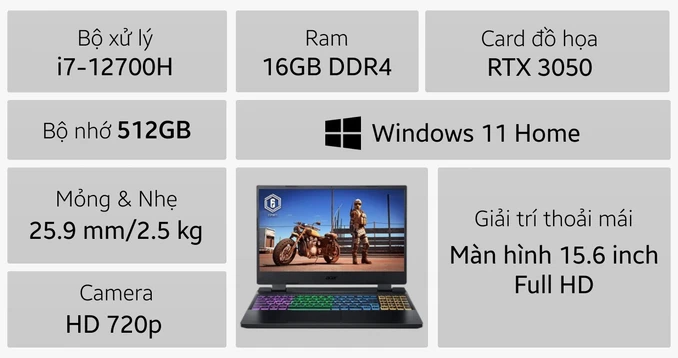 Bộ xử lý
i7-12700H
Ram
16GB DDR4
Card đồ họa
RTX 3050
Bộ nhớ 512GB
Windows 11 Home
Mỏng & Nhẹ
25.9 mm/2.5 kg
Giải trí thoải mái
Màn hình 15.6 inch
Full HD
Camera
HD 720p